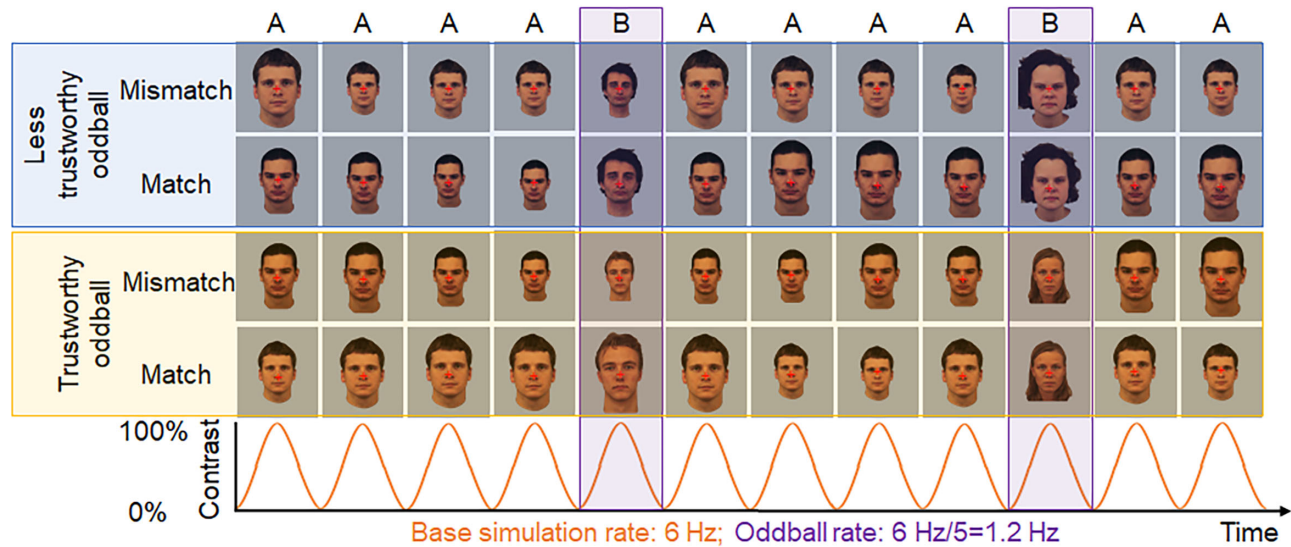 A A A A B A A A A B A A
Less
trustworthy
oddball
Mismatch
Match
Trustworthy
oddball
Mismatch
Match
100%
0%
Contrast
Base simulation rate: 6 Hz; Oddball rate: 6 Hz/5=1.2 Hz
Time